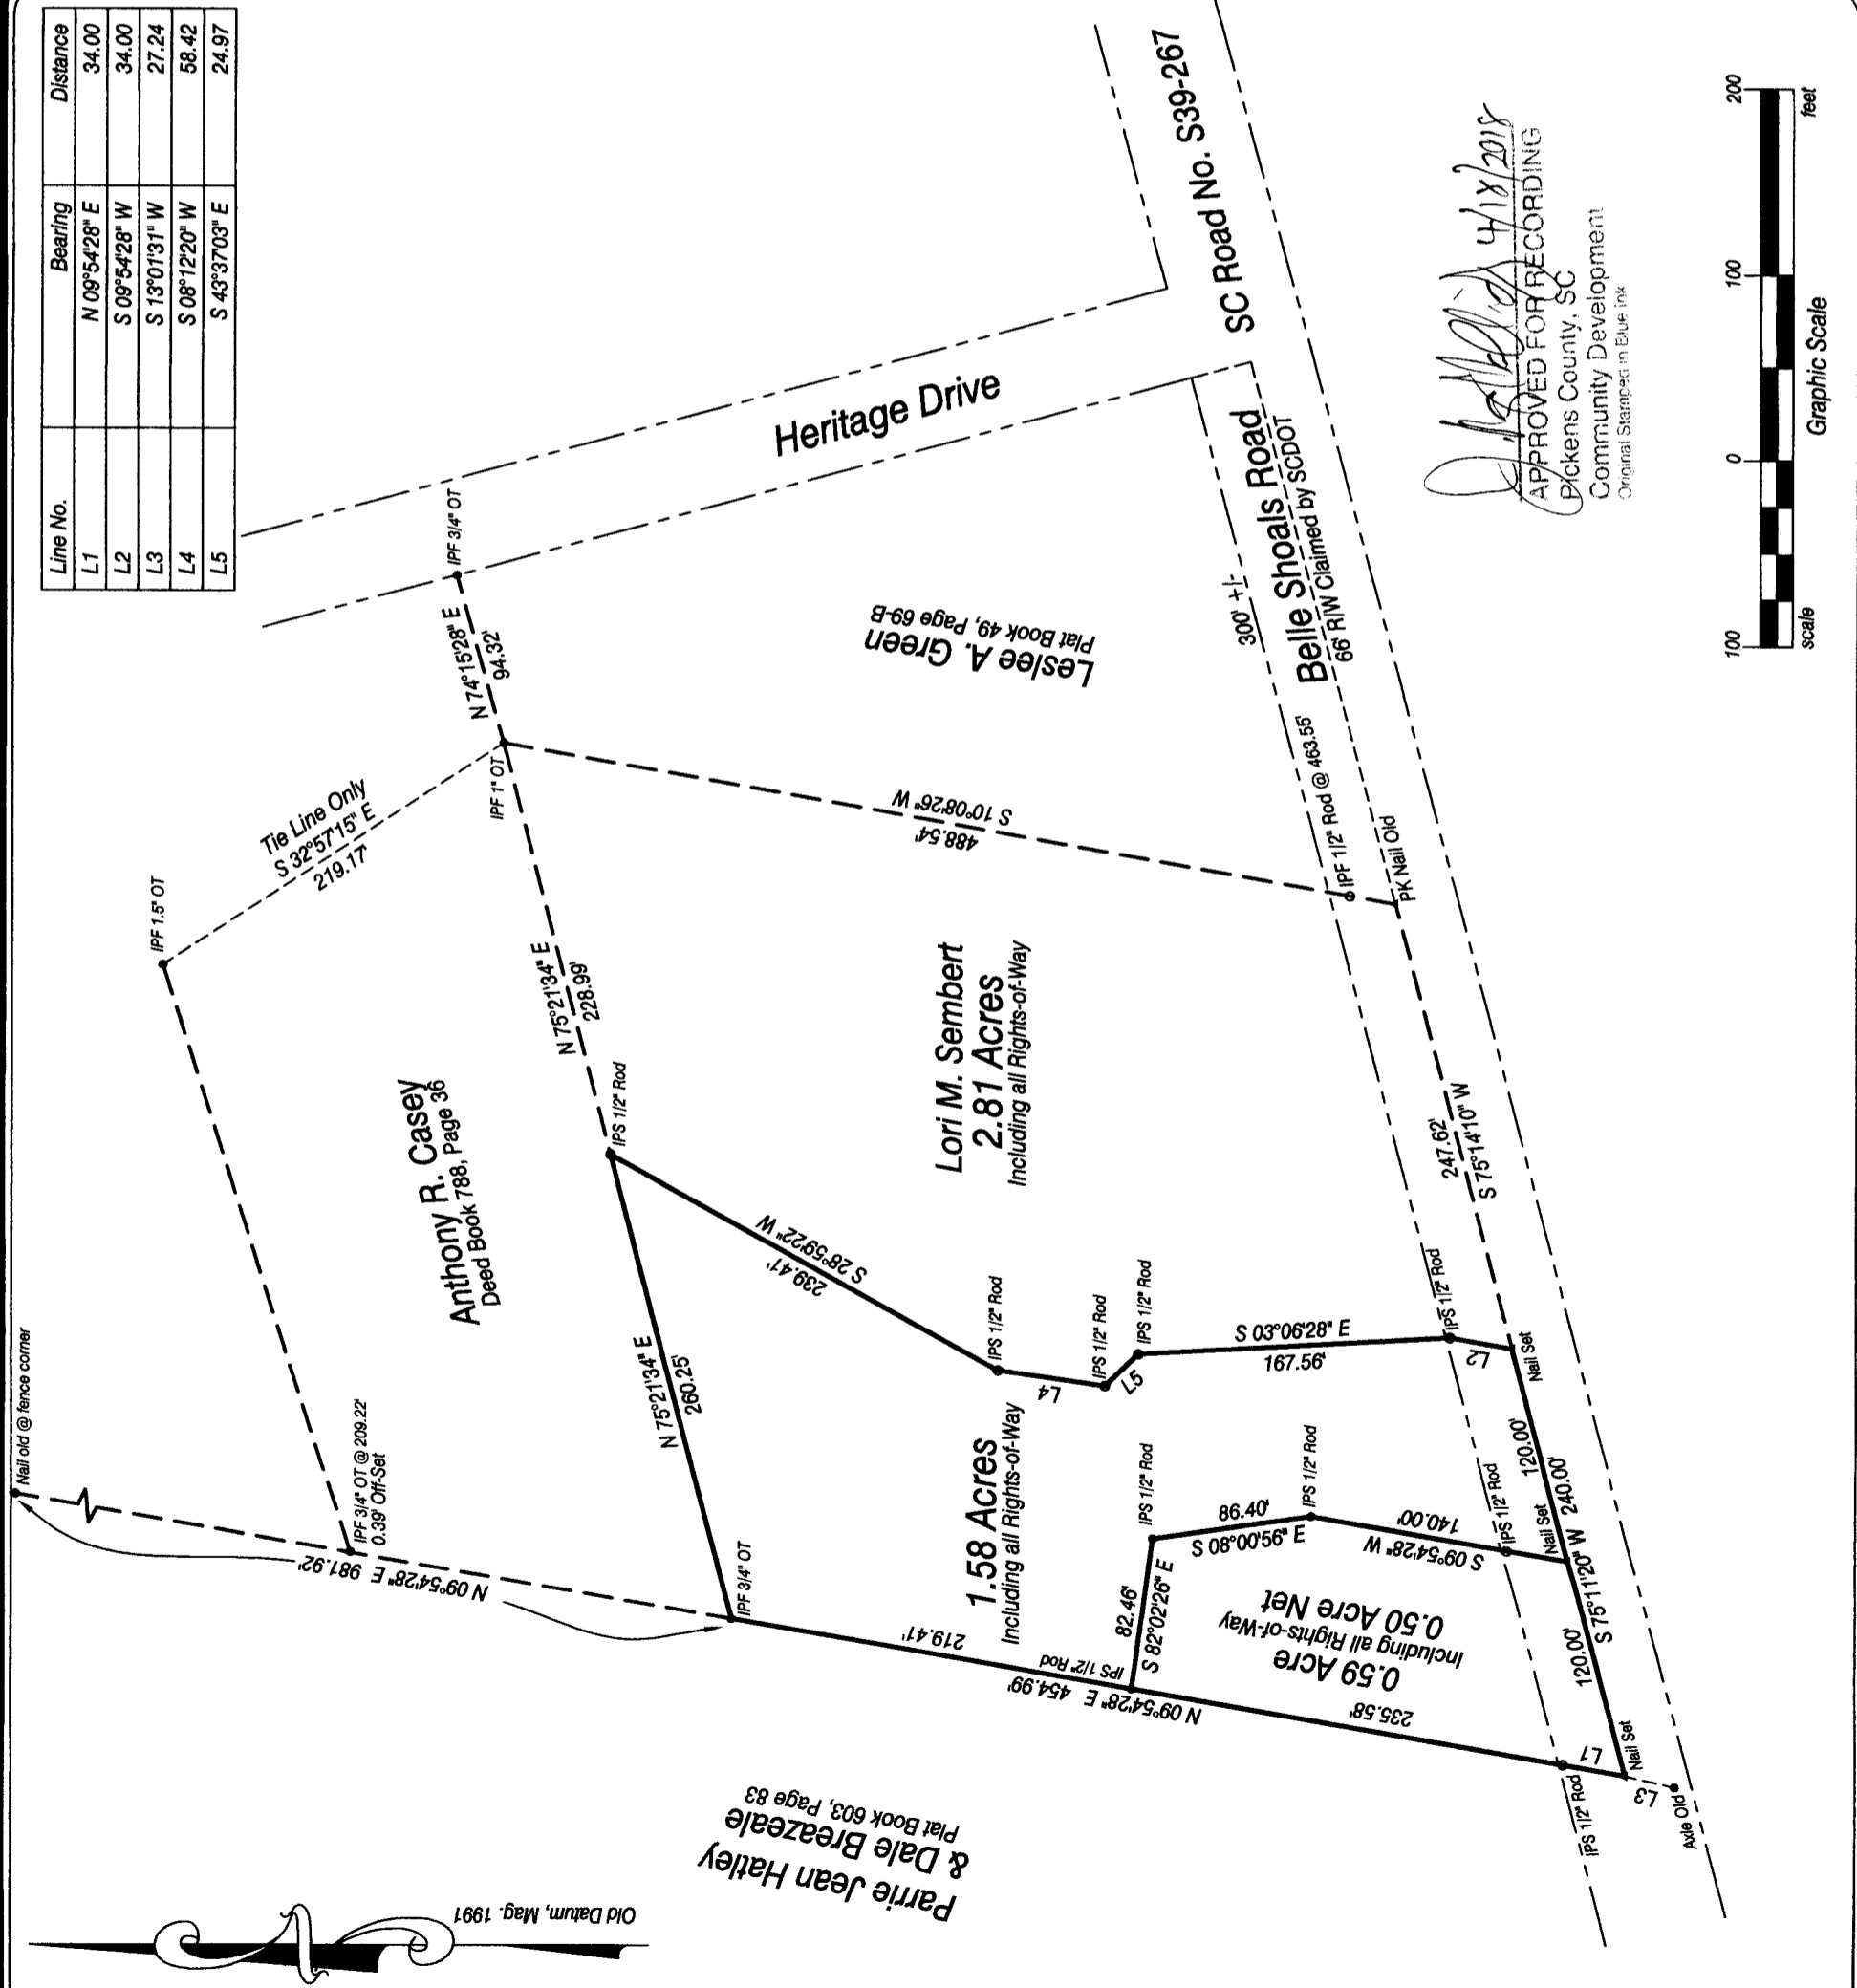 Line No. Bearing Distance
L1 N 09°54'28" E 34.00
L2 S 09°54'28" W 34.00
L3 S 13°01'31" W 27.24
L4 S 08°12'20" W 58.42
L5 S 43°37'03" E 24.97
Nail old @ fence corner
IPF 1.5" OT
Tie Line Only
S 32°57'15" E
219.17'
IPF 3/4" OT
N 74°15'28" E
94.32'
IPF 1" OT
Heritage Drive
SC Road No. S39-267
Anthony R. Casey
Deed Book 788, Page 36
IPF 3/4" OT @ 209.22'
0.39' Off-Set
N 09°54'28" E 981.92'
N 75°21'34" E
228.99'
IPS 1/2" Rod
N 75°21'34" E
260.25'
IPF 3/4" OT
Leslee A. Green
Plat Book 49, Page 69-B
S 10°08'26" W
488.54'
300' +/-
Belle Shoals Road
66' R/W Claimed by SCDOT
IPF 1/2" Rod @ 463.55'
PK Nail Old
Lori M. Sembert
2.81 Acres
Including all Rights-of-Way
S 28°59'22" W
239.41'
IPS 1/2" Rod
L4
IPS 1/2" Rod
L5
IPS 1/2" Rod
S 03°06'28" E
167.56'
IPS 1/2" Rod
L2
Nail Set
247.62'
S 75°14'10" W
1.58 Acres
Including all Rights-of-Way
219.41'
IPS 1/2" Rod
N 09°54'28" E 454.99'
82.46'
S 82°02'26" E
IPS 1/2" Rod
86.40'
S 80°00'56" E
IPS 1/2" Rod
140.00'
S 09°54'28" W
IPS 1/2" Rod
Nail Set
120.00'
240.00'
S 75°11'20" W
120.00'
0.59 Acre
Including all Rights-of-Way
0.50 Acre Net
235.58'
L1
Nail Set
IPS 1/2" Rod
L3
Axle Old
Parrie Jean Hatley
& Dale Breazeale
Plat Book 603, Page 83
Old Datum, Mag. 1991
4/18/2018
APPROVED FOR RECORDING
Pickens County, SC
Community Development
Original Stamped in Blue Ink
100 0 100 200
scale feet
Graphic Scale